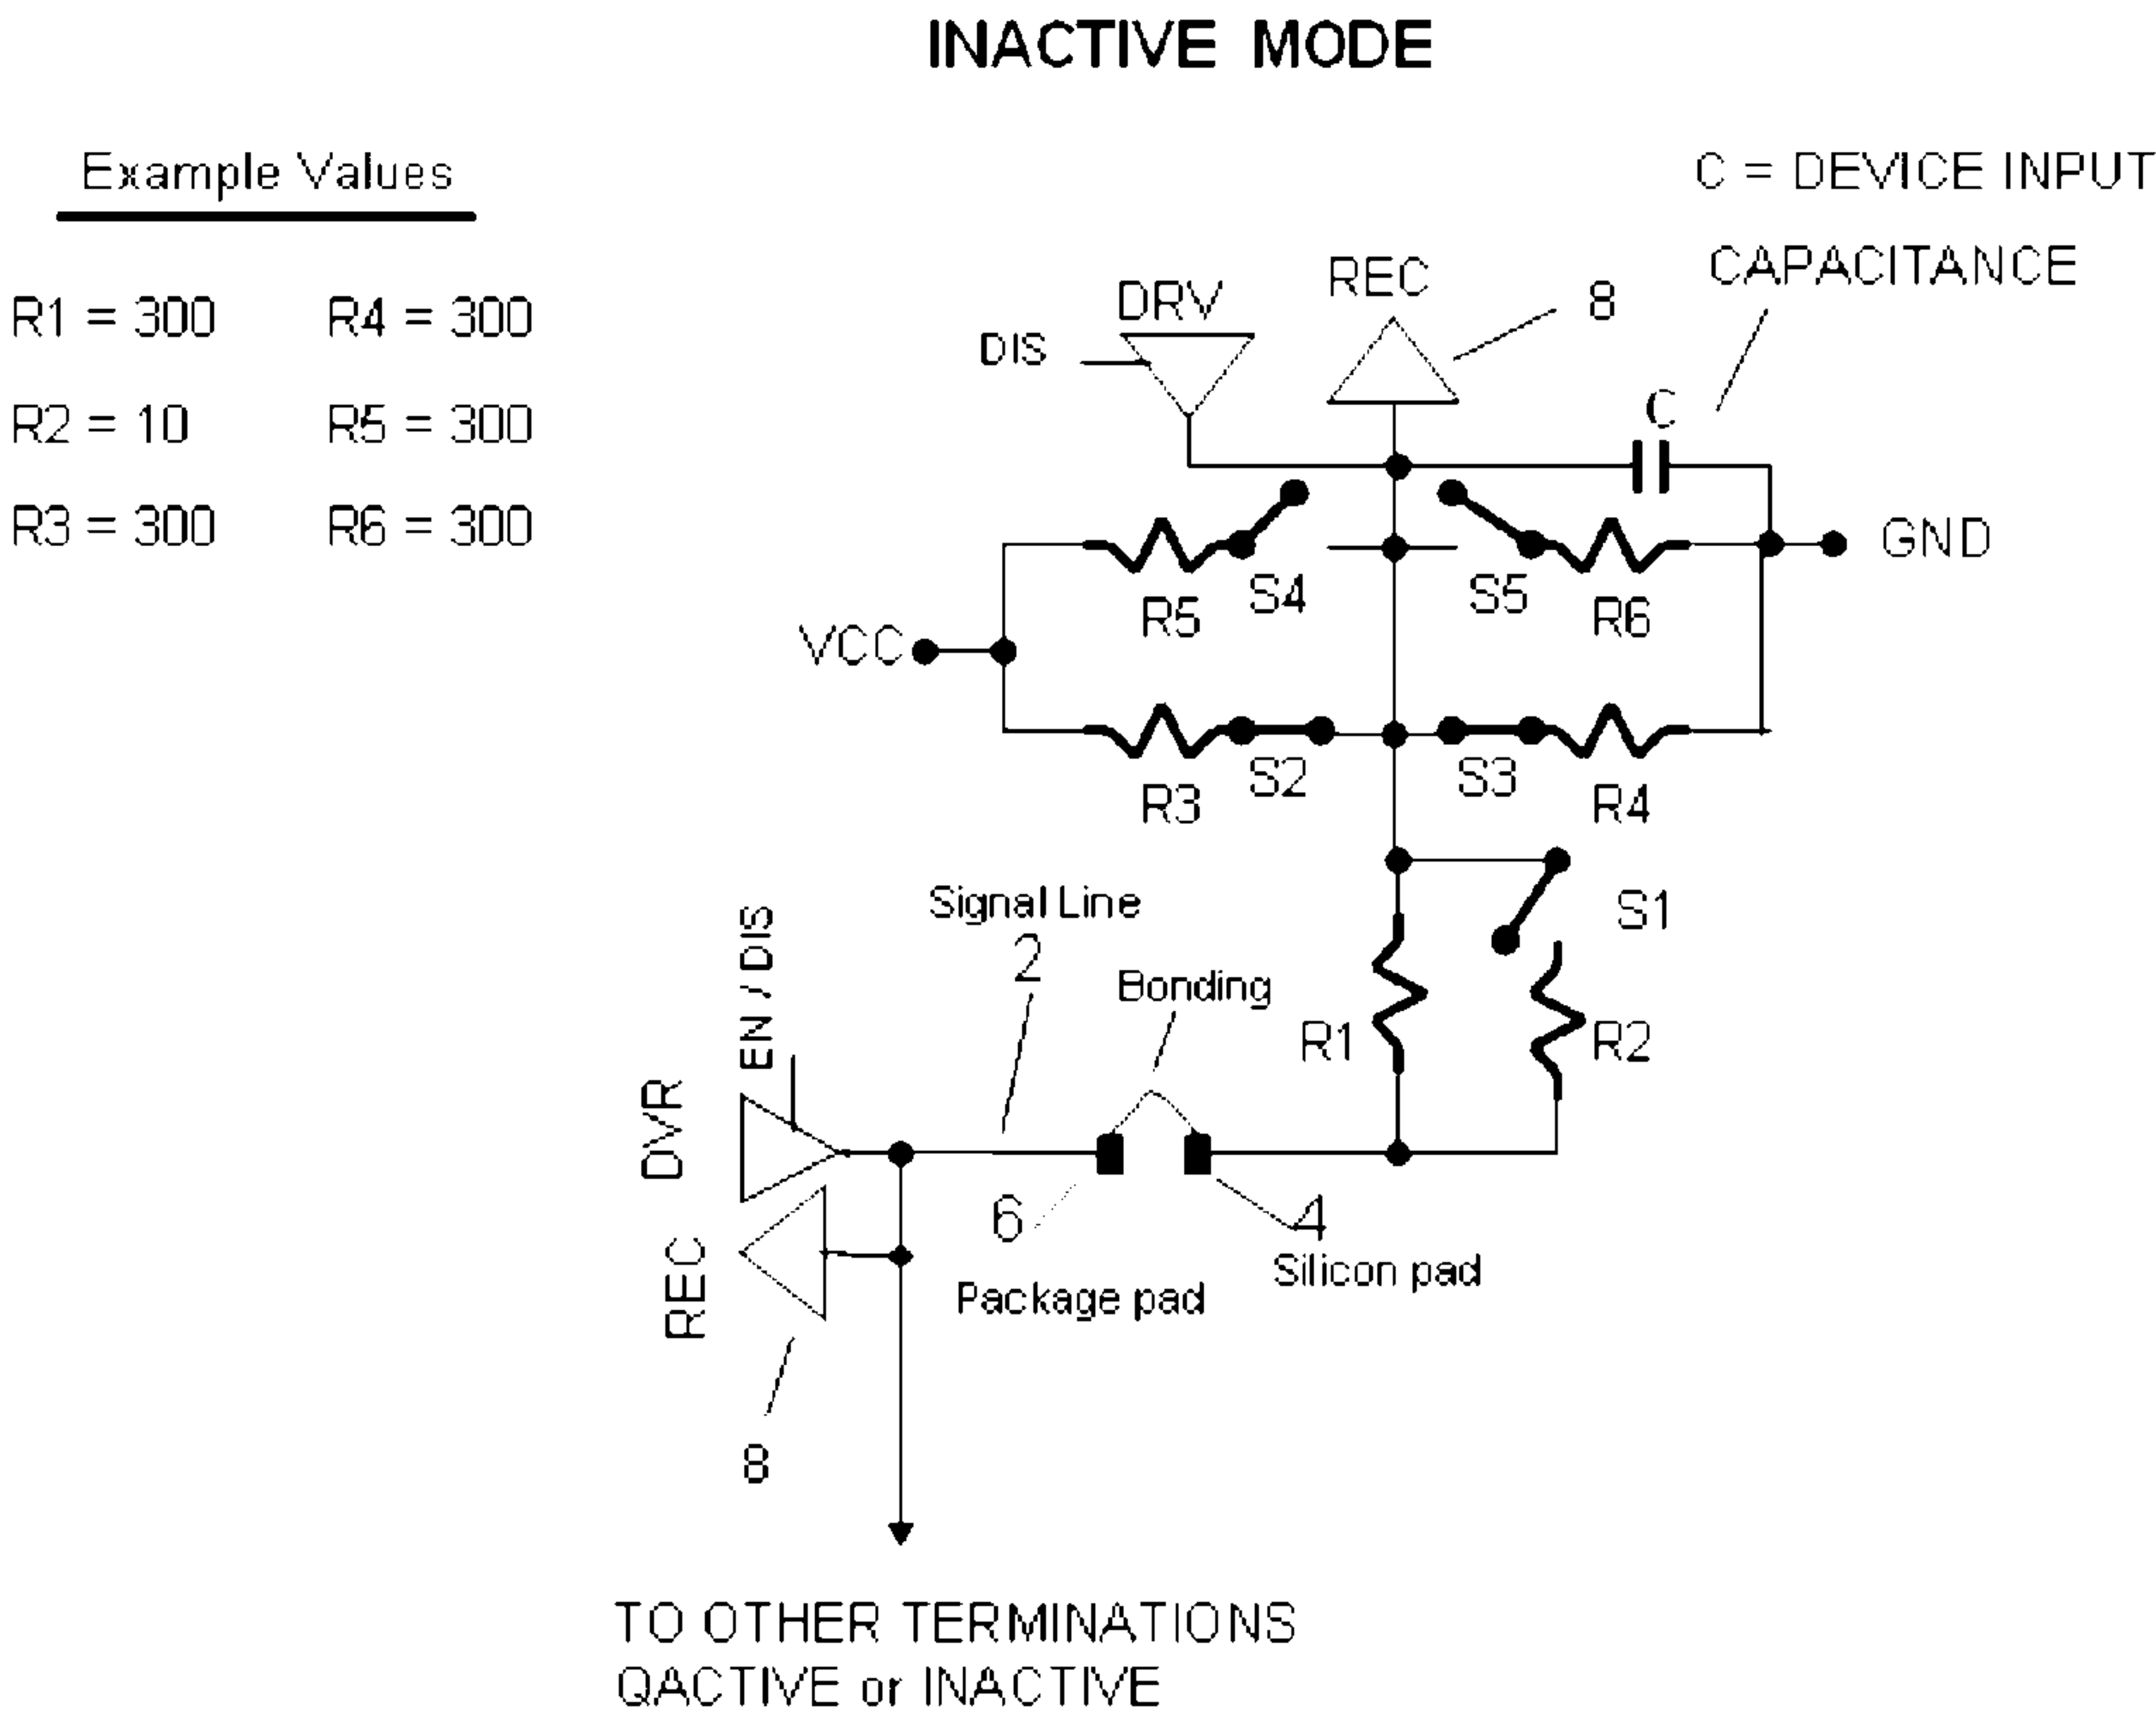 INACTIVE MODE
Example Values
R1 = 300 R4 = 300
R2 = 10 R5 = 300
R3 = 300 R6 = 300
C = DEVICE INPUT
CAPACITANCE
REC
8
DRV
DIS
C
GND
S4
S5
R5
R6
VCC
S2
S3
R3
R4
Signal Line
2
S1
Bonding
EN / DIS
R1
R2
DVR
6
4
Silicon pad
REC
Package pad
8
TO OTHER TERMINATIONS
QACTIVE or INACTIVE